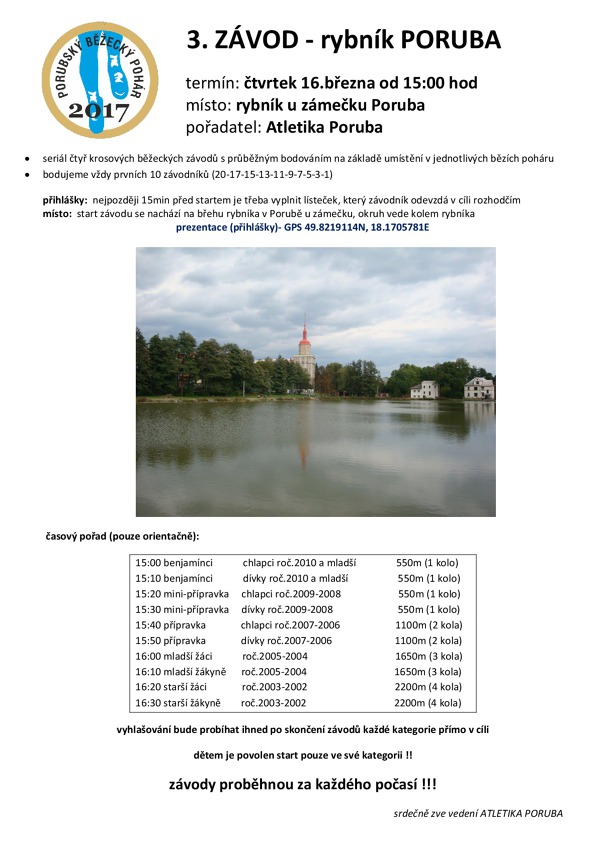 PORUBSKÝ BĚŽECKÝ POHÁR
2017
3. ZÁVOD - rybník PORUBA
termín: čtvrtek 16.března od 15:00 hod
místo: rybník u zámečku Poruba
pořadatel: Atletika Poruba
• seriál čtyř krosových běžeckých závodů s průběžným bodováním na základě umístění v jednotlivých bězích poháru
• bodujeme vždy prvních 10 závodníků (20-17-15-13-11-9-7-5-3-1)
přihlášky: nejpozději 15min před startem je třeba vyplnit lísteček, který závodník odevzdá v cíli rozhodčím
místo: start závodu se nachází na břehu rybníka v Porubě u zámečku, okruh vede kolem rybníka
prezentace (přihlášky)- GPS 49.8219114N, 18.1705781E
časový pořad (pouze orientačně):
15:00 benjamínci chlapci roč.2010 a mladší 550m (1 kolo)
15:10 benjamínci dívky roč.2010 a mladší 550m (1 kolo)
15:20 mini-přípravka chlapci roč.2009-2008 550m (1 kolo)
15:30 mini-přípravka dívky roč.2009-2008 550m (1 kolo)
15:40 přípravka chlapci roč.2007-2006 1100m (2 kola)
15:50 přípravka dívky roč.2007-2006 1100m (2 kola)
16:00 mladší žáci roč.2005-2004 1650m (3 kola)
16:10 mladší žákyně roč.2005-2004 1650m (3 kola)
16:20 starší žáci roč.2003-2002 2200m (4 kola)
16:30 starší žákyně roč.2003-2002 2200m (4 kola)
vyhlašování bude probíhat ihned po skončení závodů každé kategorie přímo v cíli
dětem je povolen start pouze ve své kategorii !!
závody proběhnou za každého počasí !!!
srdečně zve vedení ATLETIKA PORUBA